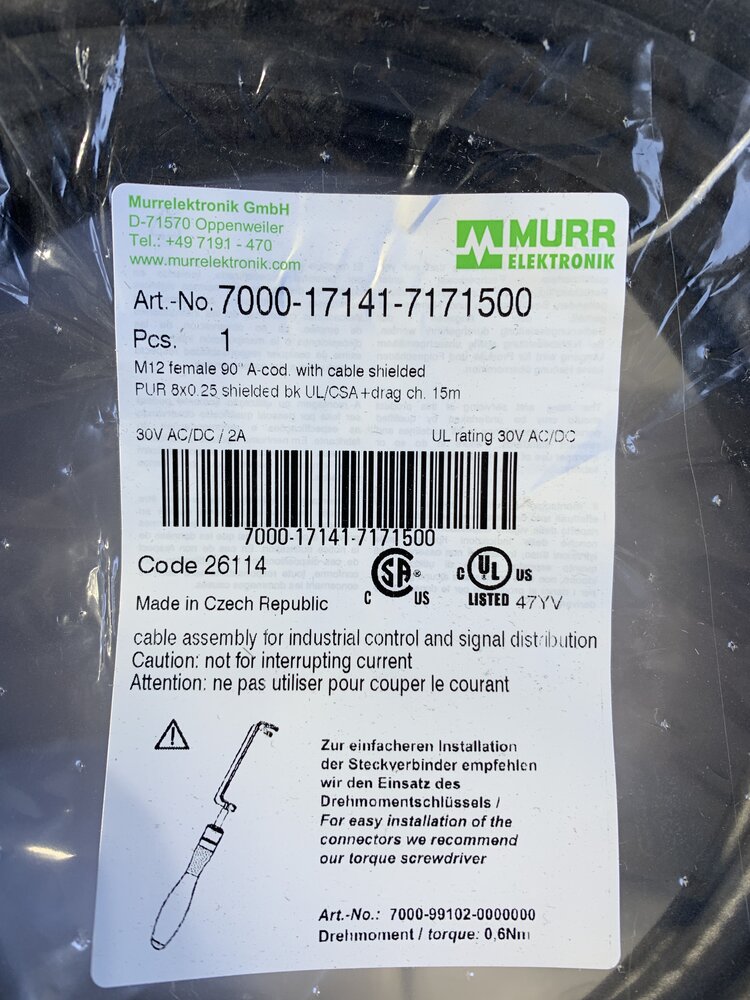 Murrelektronik GmbH
D-71570 Oppenweiler
Tel.: +49 7191 - 470
www.murrelektronik.com
MURR
ELEKTRONIK
Art.-No. 7000-17141-7171500
Pcs. 1
M12 female 90° A-cod. with cable shielded
PUR 8x0.25 shielded bk UL/CSA+drag ch. 15m
30V AC/DC / 2A UL rating 30V AC/DC
7000-17141-7171500
Code 26114
Made in Czech Republic
C SA ® US
C UL US
LISTED 47YV
cable assembly for industrial control and signal distribution
Caution: not for interrupting current
Attention: ne pas utiliser pour couper le courant
Zur einfacheren Installation
der Steckverbinder empfehlen
wir den Einsatz des
Drehmomentschlüssels /
For easy installation of the
connectors we recommend
our torque screwdriver
Art.-No.: 7000-99102-0000000
Drehmoment / torque: 0,6Nm